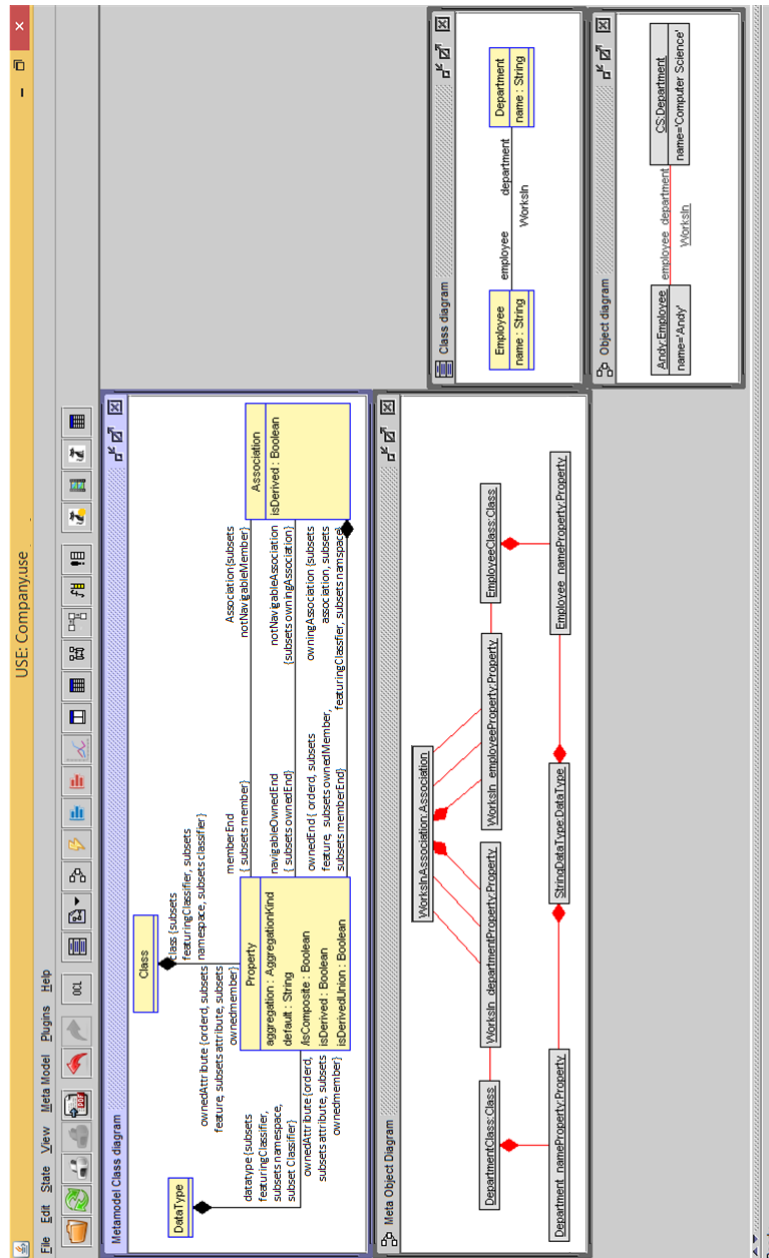 USE: Company.use
File Edit State View Meta Model Plugins Help
OCL
PDF
Metamodel Class diagram
DataType
datatype {subsets
featuringClassifier,
subsets namespace,
subset Classifier}
ownedAttribute {orderd,
subsets attribute, subsets
ownedmember}
Class
class {subsets
featuringClassifier, subsets
namespace, subsets classifier}
ownedAttribute {orderd, subsets
feature, subsets attribute, subsets
ownedmember}
Property
aggregation : AggregationKind
default : String
/isComposite : Boolean
isDerived : Boolean
isDerivedUnion : Boolean
memberEnd
{ subsets member}
navigableOwnedEnd
{ subsets ownedEnd}
ownedEnd { orderd, subsets
feature, subsets ownedMember,
subsets memberEnd}
Association{subsets
notNavigableMember}
notNavigableAssociation
{subsets owningAssociation}
owningAssociation {subsets
association, subsets
featuringClassfier, subsets namspace}
Association
isDerived : Boolean
Meta Object Diagram
WorksInAssociation:Association
DepartmentClass:Class
WorksIn_departmentProperty:Property
WorksIn_employeeProperty:Property
EmployeeClass:Class
Department_nameProperty:Property
StringDataType:DataType
Employee_nameProperty:Property
Class diagram
Employee
name : String
employee
department
WorksIn
Department
name : String
Object diagram
Andy:Employee
name='Andy'
employee
department
WorksIn
CS:Department
name='Computer Science'